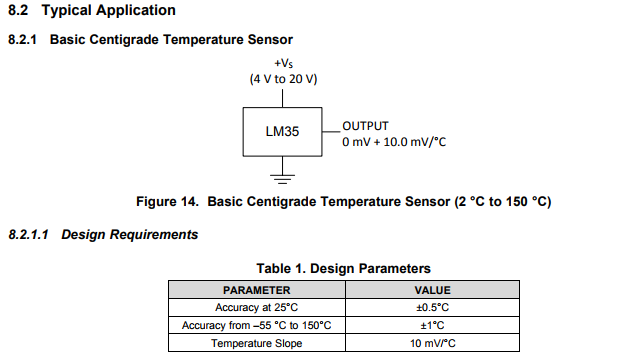 8.2 Typical Application
8.2.1 Basic Centigrade Temperature Sensor
+VS
(4 V to 20 V)
LM35
OUTPUT
0 mV + 10.0 mV/°C
Figure 14. Basic Centigrade Temperature Sensor (2 °C to 150 °C)
8.2.1.1 Design Requirements
Table 1. Design Parameters
PARAMETER VALUE
Accuracy at 25°C ±0.5°C
Accuracy from –55 °C to 150°C ±1°C
Temperature Slope 10 mV/°C